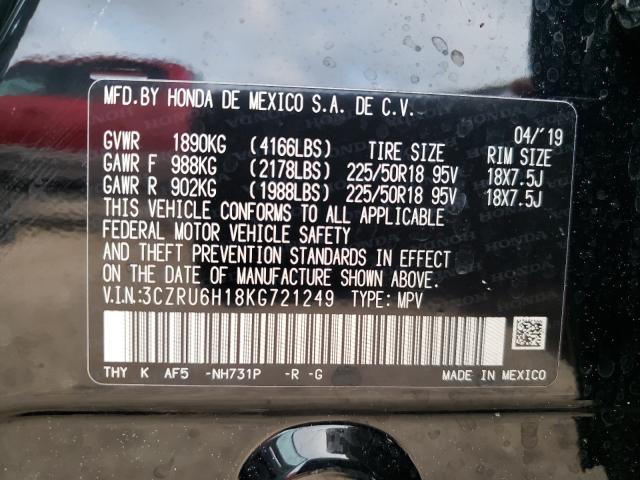 MFD.BY HONDA DE MEXICO S.A. DE C.V.
04/'19
GVWR 1890KG (4166LBS) TIRE SIZE RIM SIZE
GAWR F 988KG (2178LBS) 225/50R18 95V 18X7.5J
GAWR R 902KG (1988LBS) 225/50R18 95V 18X7.5J
THIS VEHICLE CONFORMS TO ALL APPLICABLE
FEDERAL MOTOR VEHICLE SAFETY
AND THEFT PREVENTION STANDARDS IN EFFECT
ON THE DATE OF MANUFACTURE SHOWN ABOVE.
V.I.N.:3CZRU6H18KG721249 TYPE: MPV
THY K AF5 -NH731P -R -G
MADE IN MEXICO